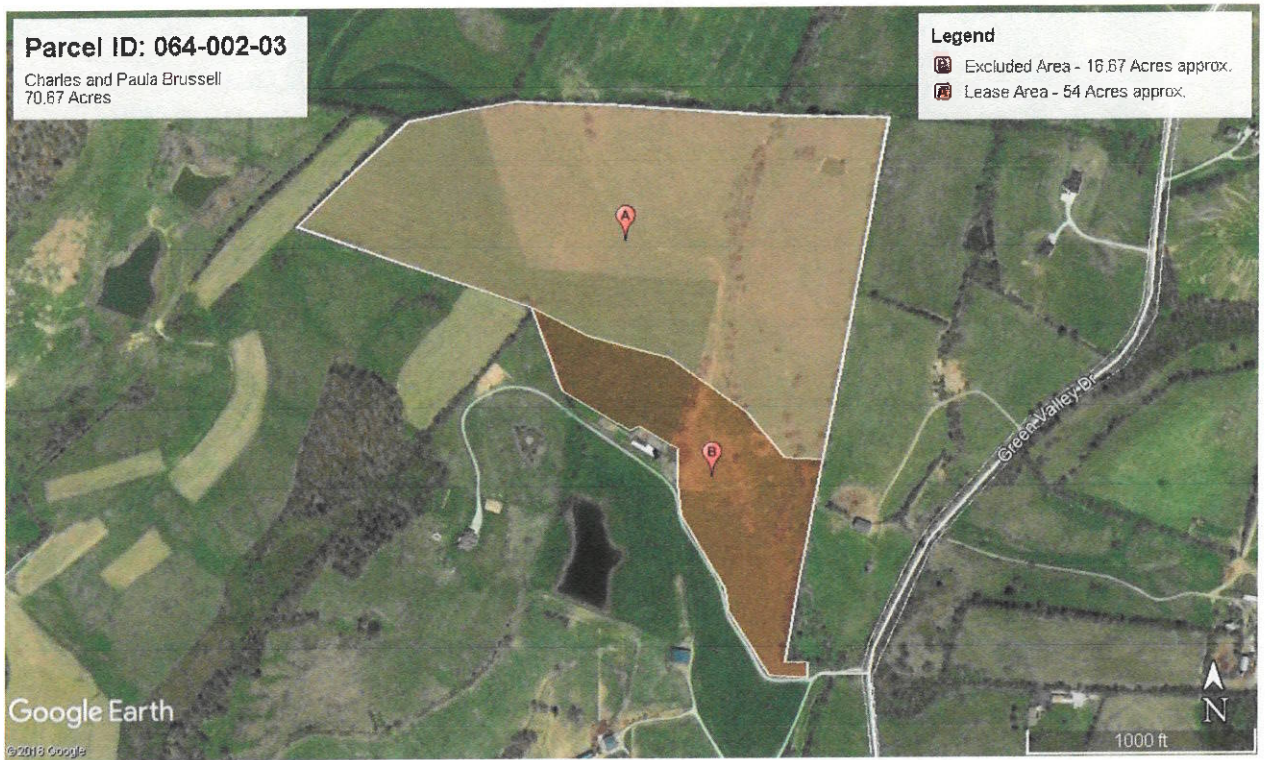 Parcel ID: 064-002-03
Charles and Paula Brussell
70.67 Acres
Legend
B Excluded Area - 16.67 Acres approx.
A Lease Area - 54 Acres approx.
A
B
Green Valley Dr
Google Earth
©2018 Google
N
1000 ft